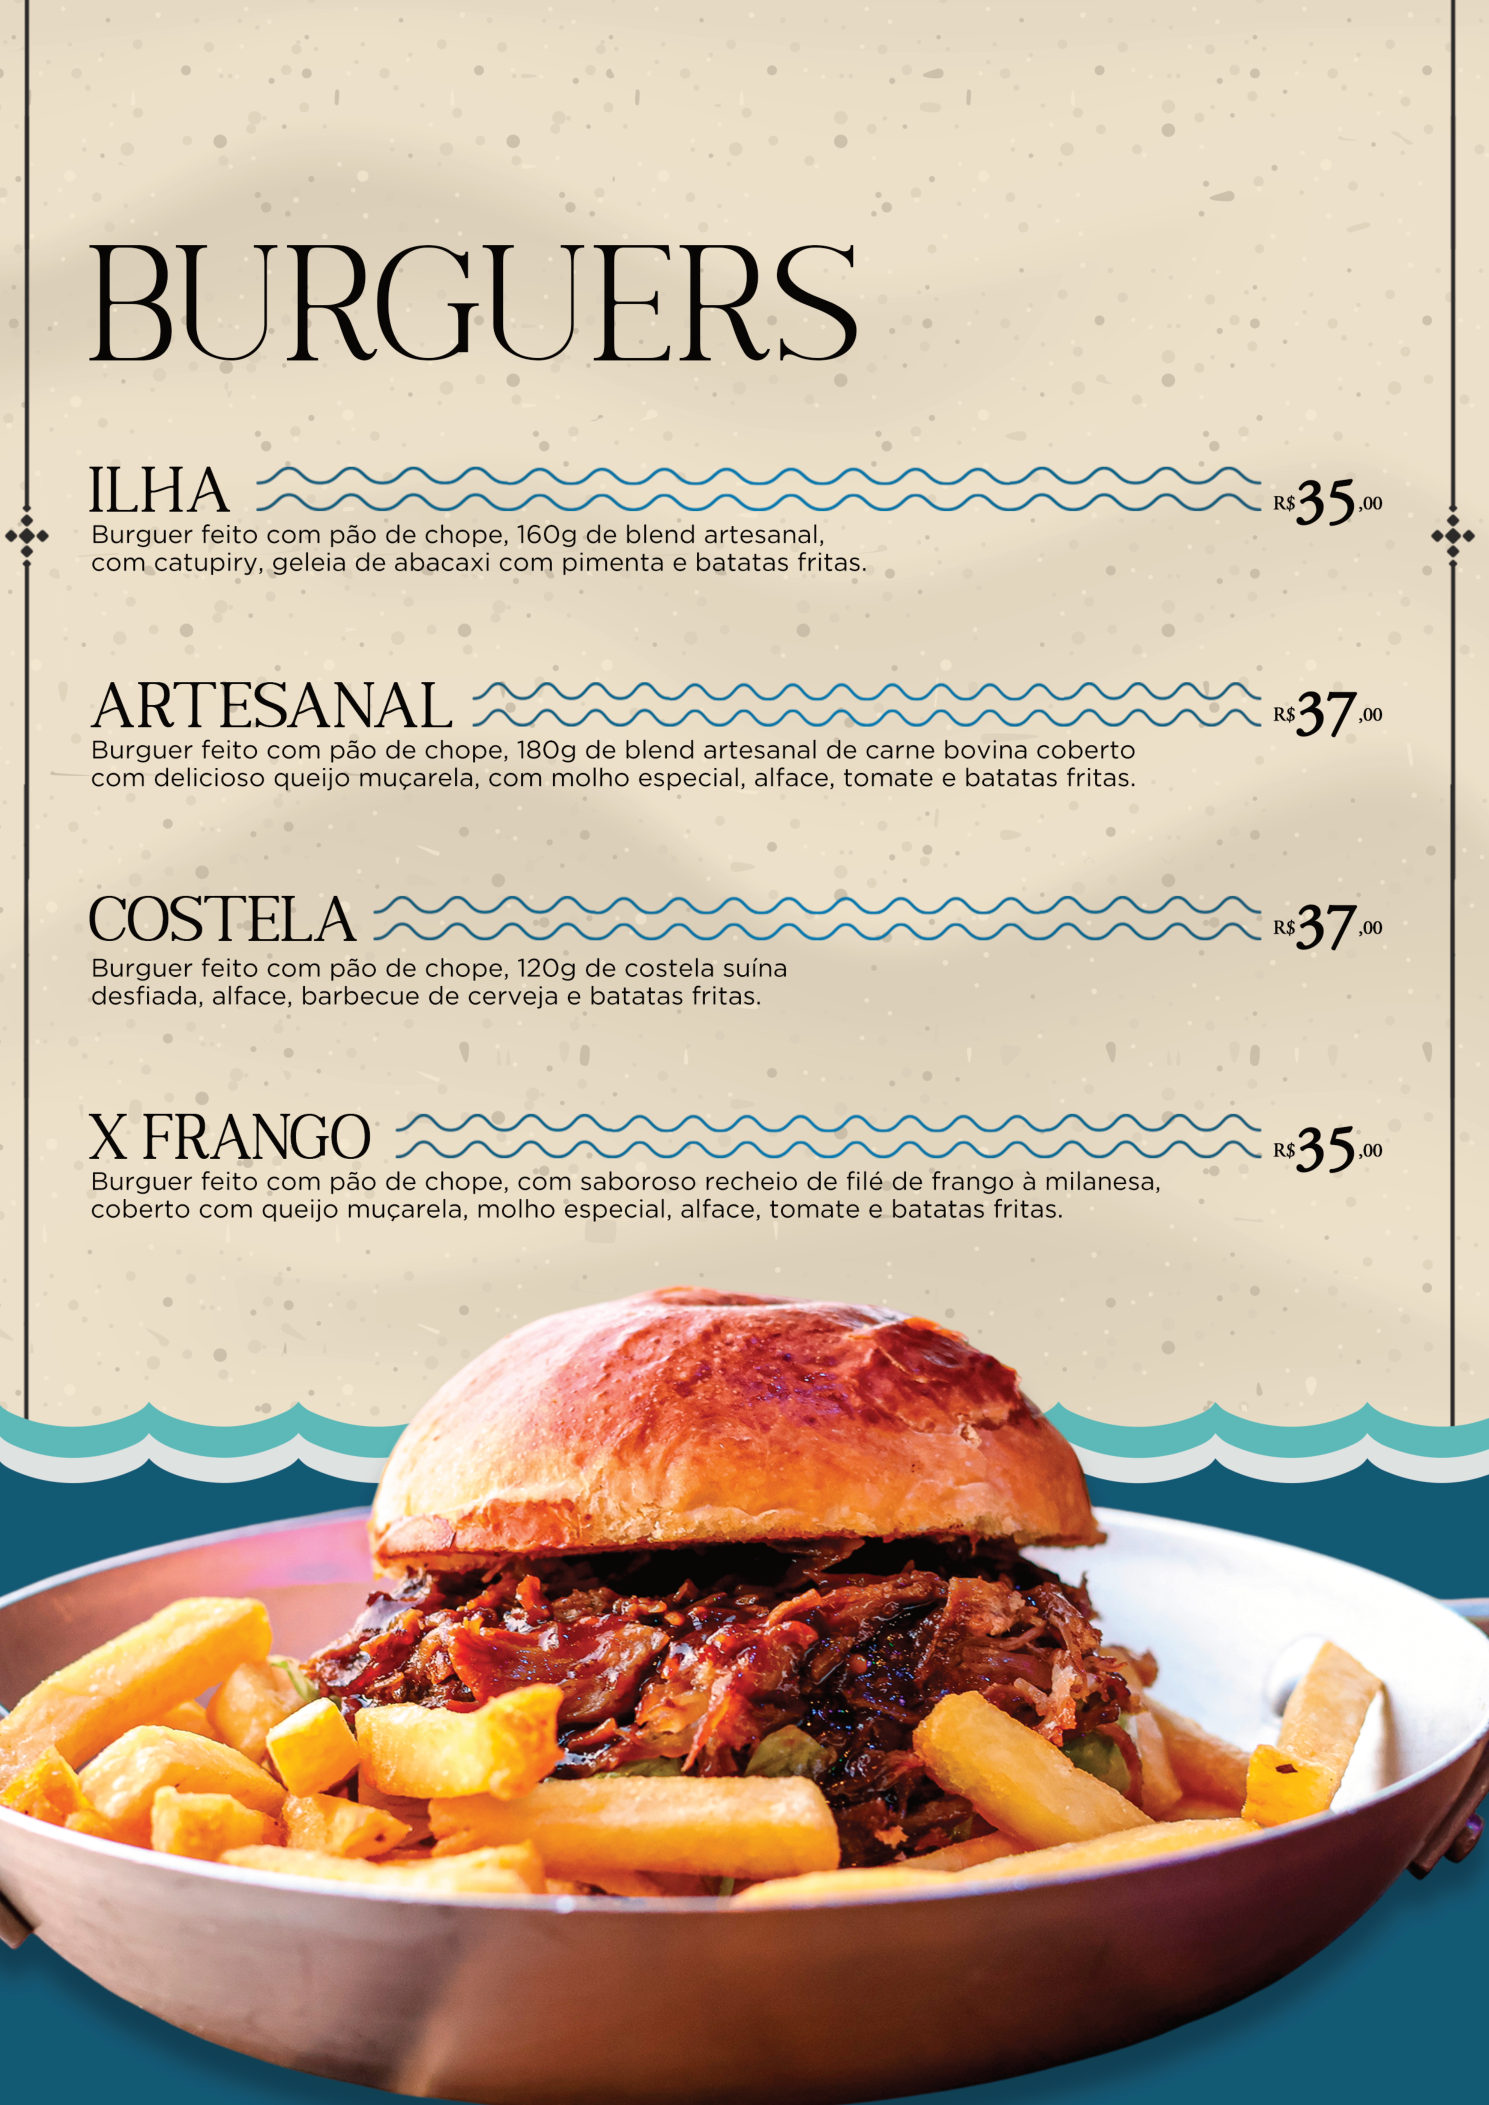 BURGUERS
ILHA R$35,00
Burguer feito com pão de chope, 160g de blend artesanal,
com catupiry, geleia de abacaxi com pimenta e batatas fritas.
ARTESANAL R$37,00
Burguer feito com pão de chope, 180g de blend artesanal de carne bovina coberto
com delicioso queijo muçarela, com molho especial, alface, tomate e batatas fritas.
COSTELA R$37,00
Burguer feito com pão de chope, 120g de costela suína
desfiada, alface, barbecue de cerveja e batatas fritas.
X FRANGO R$35,00
Burguer feito com pão de chope, com saboroso recheio de filé de frango à milanesa,
coberto com queijo muçarela, molho especial, alface, tomate e batatas fritas.